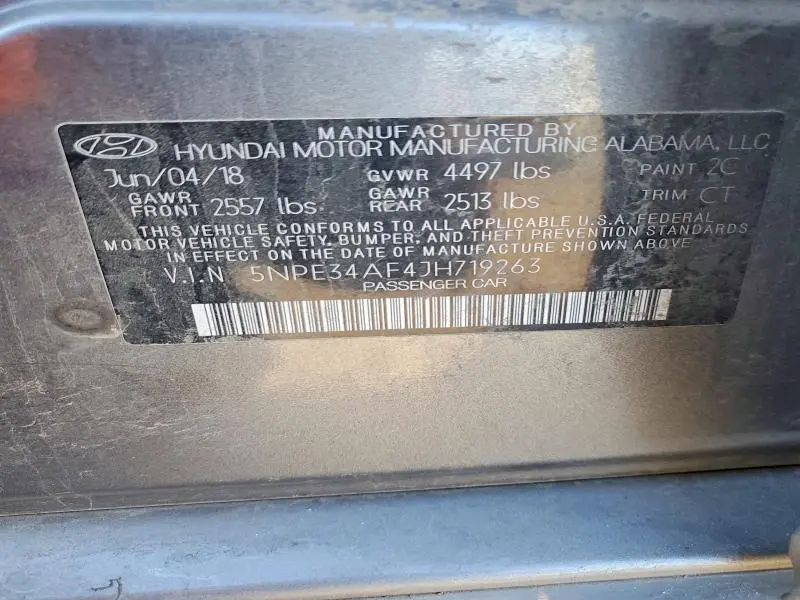 MANUFACTURED BY
HYUNDAI MOTOR MANUFACTURING ALABAMA, LLC
Jun/04/18 GVWR 4497 lbs PAINT 2C
GAWR FRONT 2557 lbs. GAWR REAR 2513 lbs TRIM CT
THIS VEHICLE CONFORMS TO ALL APPLICABLE U.S.A. FEDERAL
MOTOR VEHICLE SAFETY, BUMPER, AND THEFT PREVENTION STANDARDS
IN EFFECT ON THE DATE OF MANUFACTURE SHOWN ABOVE
V.I.N 5NPE34AF4JH719263
PASSENGER CAR